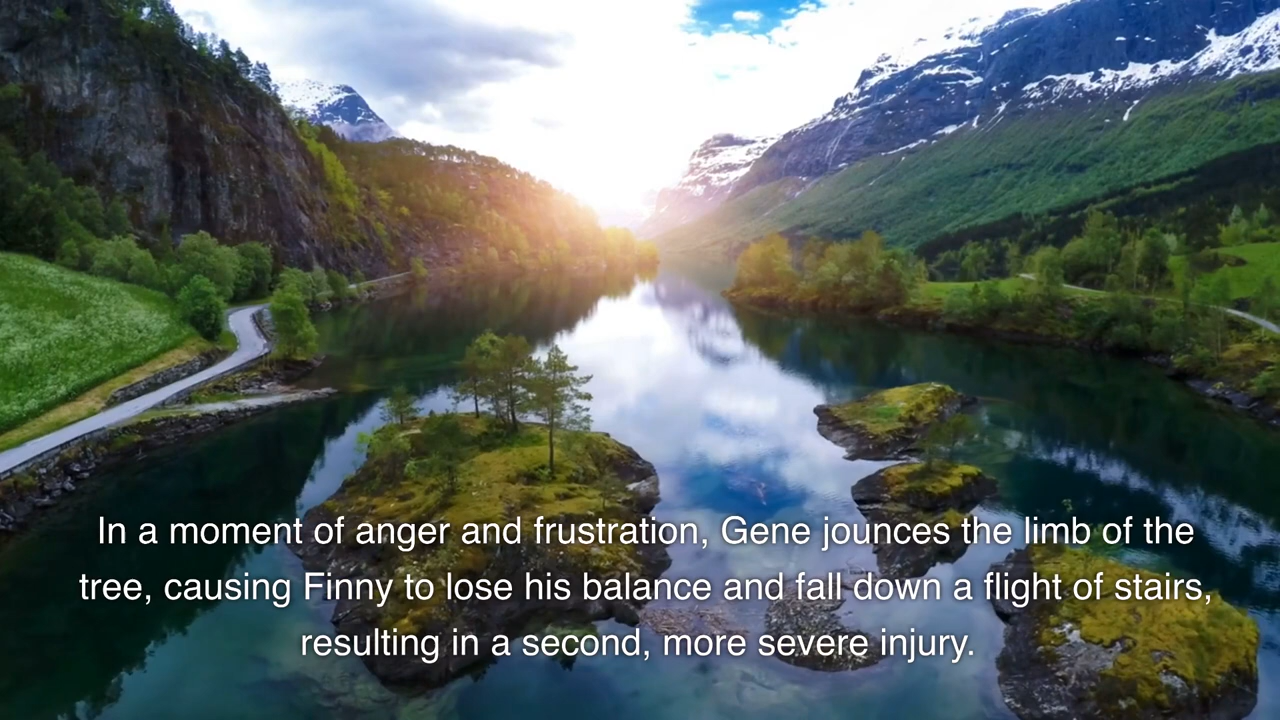 In a moment of anger and frustration, Gene jounces the limb of the
tree, causing Finny to lose his balance and fall down a flight of stairs,
resulting in a second, more severe injury.